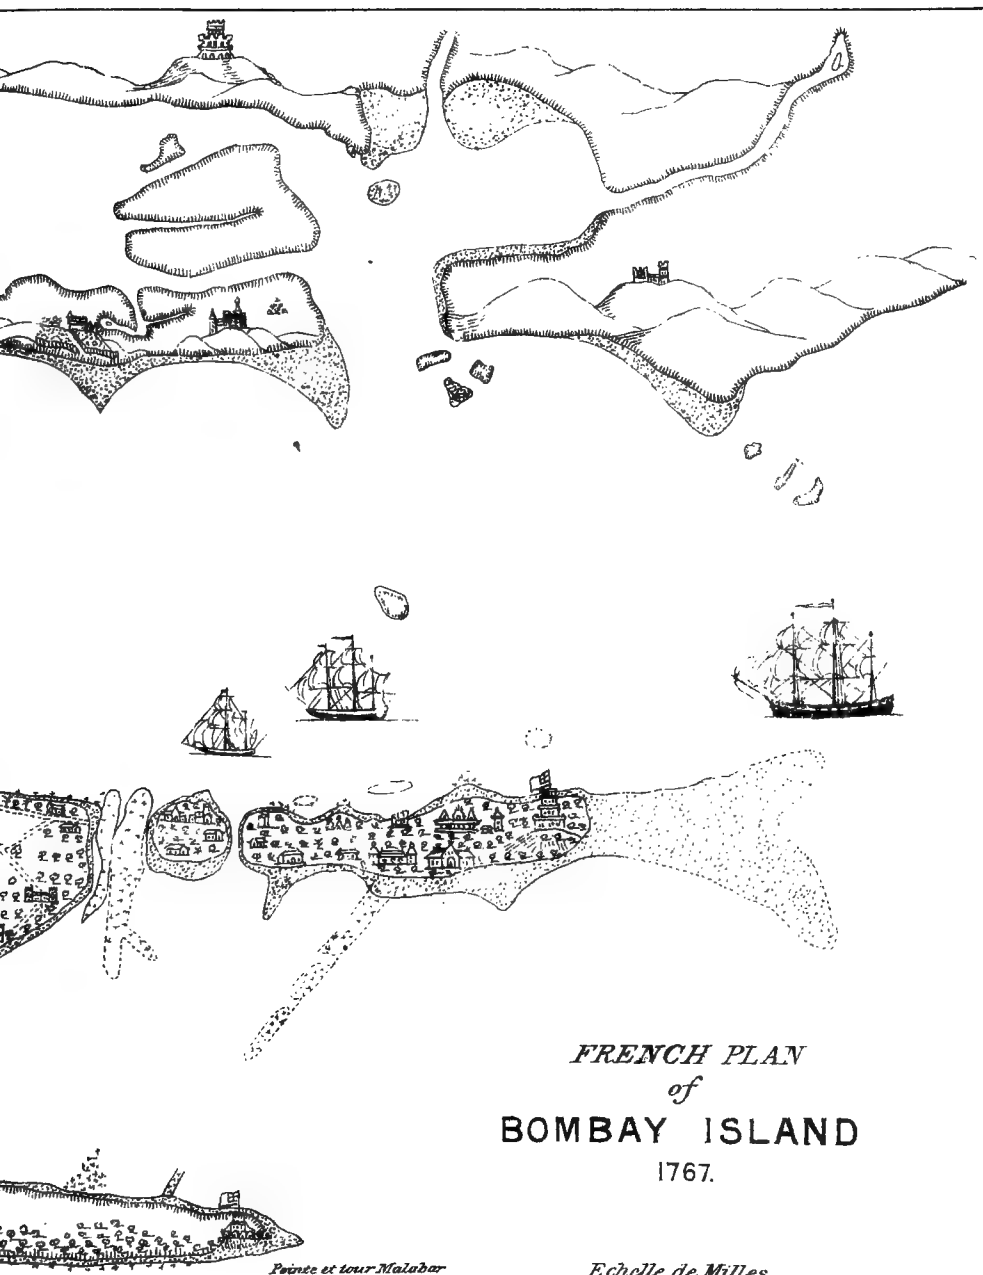 FRENCH PLAN
of
BOMBAY ISLAND
1767.
Pointe et tour Malabar
Echelle de Milles